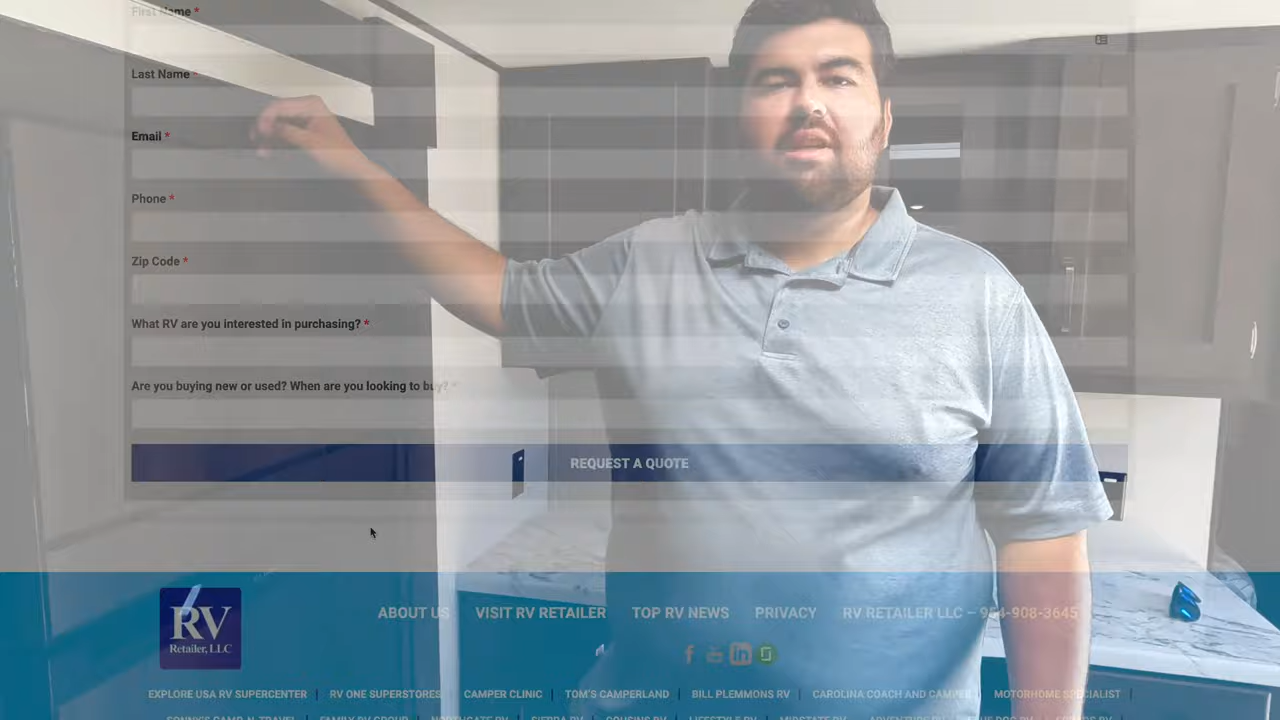 First Name *
Last Name *
Email *
Phone *
Zip Code *
What RV are you interested in purchasing? *
Are you buying new or used? When are you looking to buy? *
REQUEST A QUOTE
RV
Retailer, LLC
ABOUT US VISIT RV RETAILER TOP RV NEWS PRIVACY RV RETAILER LLC – 954-908-3645
EXPLORE USA RV SUPERCENTER | RV ONE SUPERSTORES | CAMPER CLINIC | TOM'S CAMPERLAND | BILL PLEMMONS RV | CAROLINA COACH AND CAMPER | MOTORHOME SPECIALIST |